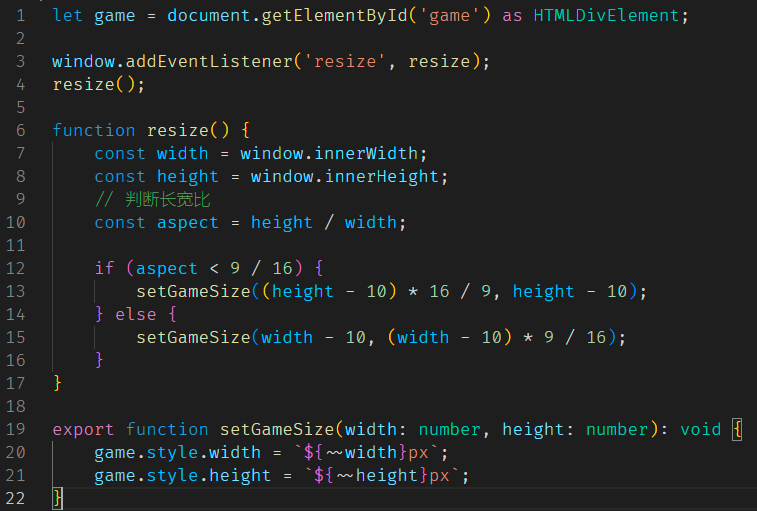 1 let game = document.getElementById('game') as HTMLDivElement;
2
3 window.addEventListener('resize', resize);
4 resize();
5
6 function resize() {
7     const width = window.innerWidth;
8     const height = window.innerHeight;
9     // 判断长宽比
10     const aspect = height / width;
11
12     if (aspect < 9 / 16) {
13         setGameSize((height - 10) * 16 / 9, height - 10);
14     } else {
15         setGameSize(width - 10, (width - 10) * 9 / 16);
16     }
17 }
18
19 export function setGameSize(width: number, height: number): void {
20     game.style.width = `${~~width}px`;
21     game.style.height = `${~~height}px`;
22 }